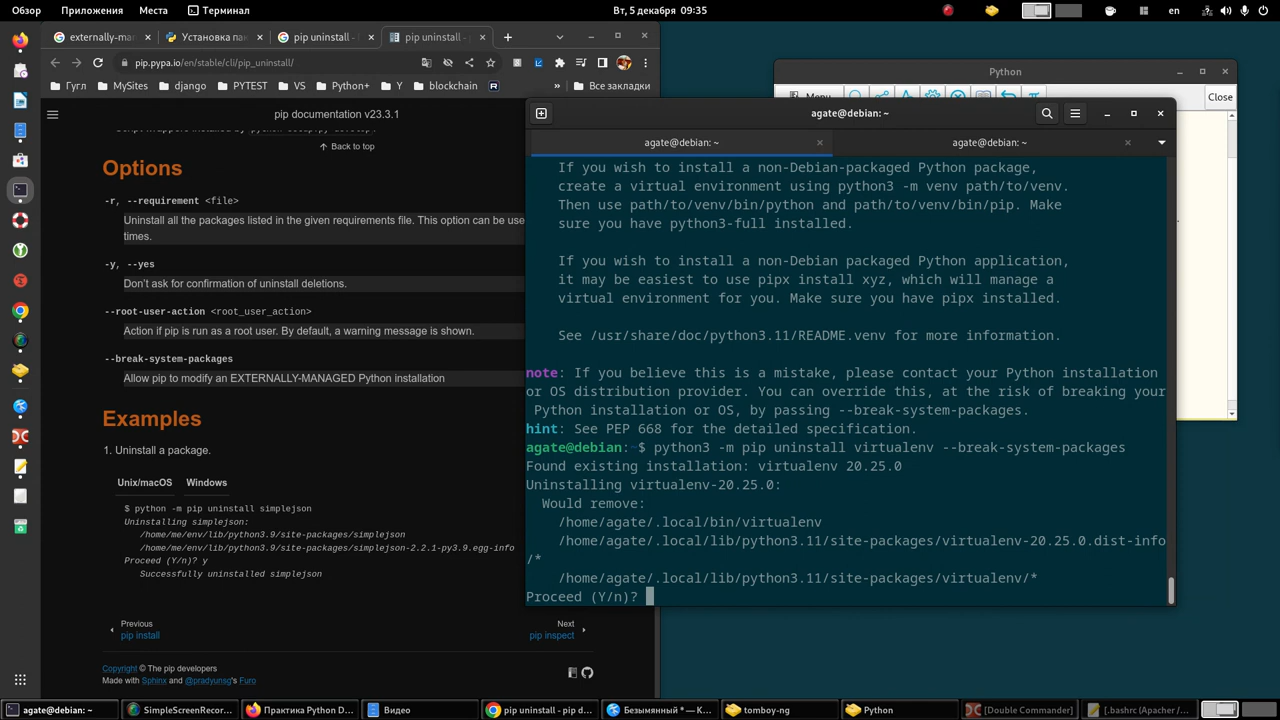 Обзор
Приложения
Места
Терминал
Вт, 5 декабря 09:35
en
externally-ma
Установка пак
pip uninstall -
pip uninstall - p
pip.pypa.io/en/stable/cli/pip_uninstall/
Гугл
MySites
django
PYTEST
VS
Python+
Y
blockchain
Все закладки
pip documentation v23.3.1
Back to top
Options
-r, --requirement <file>
Uninstall all the packages listed in the given requirements file. This option can be use
times.
-y, --yes
Don't ask for confirmation of uninstall deletions.
--root-user-action <root_user_action>
Action if pip is run as a root user. By default, a warning message is shown.
--break-system-packages
Allow pip to modify an EXTERNALLY-MANAGED Python installation
Examples
1. Uninstall a package.
Unix/macOS
Windows
$ python -m pip uninstall simplejson
Uninstalling simplejson:
/home/me/env/lib/python3.9/site-packages/simplejson
/home/me/env/lib/python3.9/site-packages/simplejson-2.2.1-py3.9.egg-info
Proceed (Y/n)? y
Successfully uninstalled simplejson
Previous
pip install
Next
pip inspect
Copyright © The pip developers
Made with Sphinx and @pradyunsg's Furo
Python
Menu
Close
agate@debian: ~
agate@debian: ~
agate@debian: ~
If you wish to install a non-Debian-packaged Python package,
create a virtual environment using python3 -m venv path/to/venv.
Then use path/to/venv/bin/python and path/to/venv/bin/pip. Make
sure you have python3-full installed.
If you wish to install a non-Debian packaged Python application,
it may be easiest to use pipx install xyz, which will manage a
virtual environment for you. Make sure you have pipx installed.
See /usr/share/doc/python3.11/README.venv for more information.
note: If you believe this is a mistake, please contact your Python installation
or OS distribution provider. You can override this, at the risk of breaking your
Python installation or OS, by passing --break-system-packages.
hint: See PEP 668 for the detailed specification.
agate@debian:~$ python3 -m pip uninstall virtualenv --break-system-packages
Found existing installation: virtualenv 20.25.0
Uninstalling virtualenv-20.25.0:
Would remove:
/home/agate/.local/bin/virtualenv
/home/agate/.local/lib/python3.11/site-packages/virtualenv-20.25.0.dist-info
/*
/home/agate/.local/lib/python3.11/site-packages/virtualenv/*
Proceed (Y/n)?
agate@debian: ~
SimpleScreenRecor...
Практика Python D...
Видео
pip uninstall - pip d...
Безымянный * — K...
tomboy-ng
Python
[Double Commander]
[.bashrc (Apacher /...